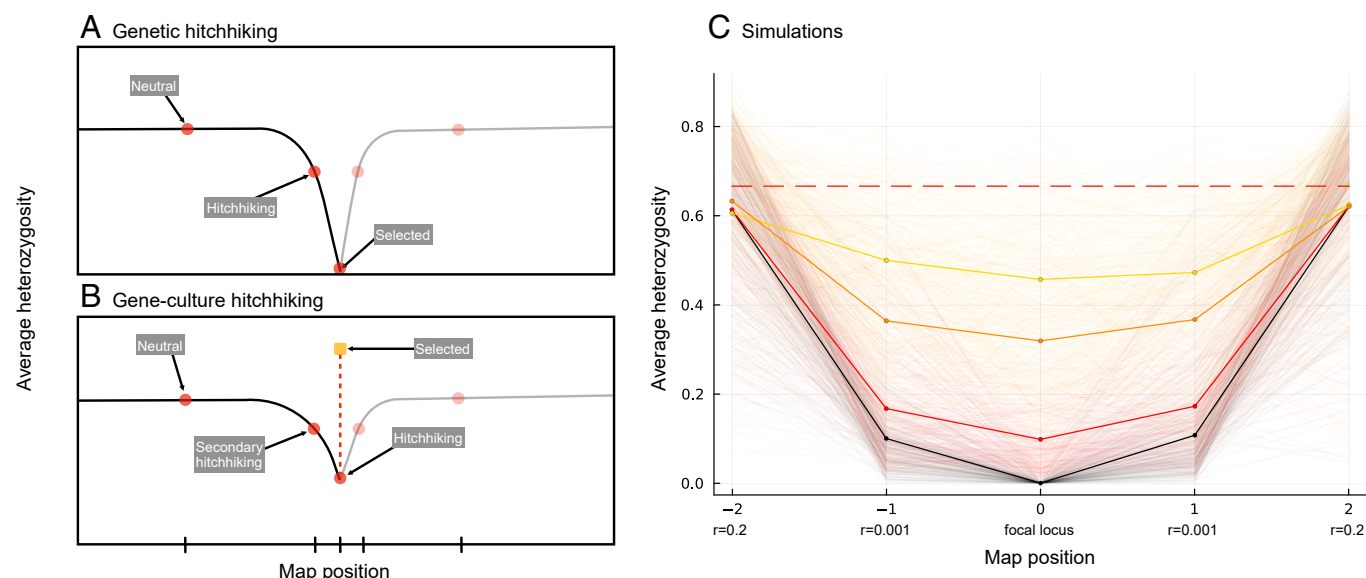 A Genetic hitchhiking
Neutral
Hitchhiking
Selected
B Gene-culture hitchhiking
Neutral
Selected
Secondary
hitchhiking
Hitchhiking
Map position
Average heterozygosity
C Simulations
Average heterozygosity
0.8
0.6
0.4
0.2
0.0
−2 −1 0 1 2
r=0.2 r=0.001 focal locus r=0.001 r=0.2
Map position